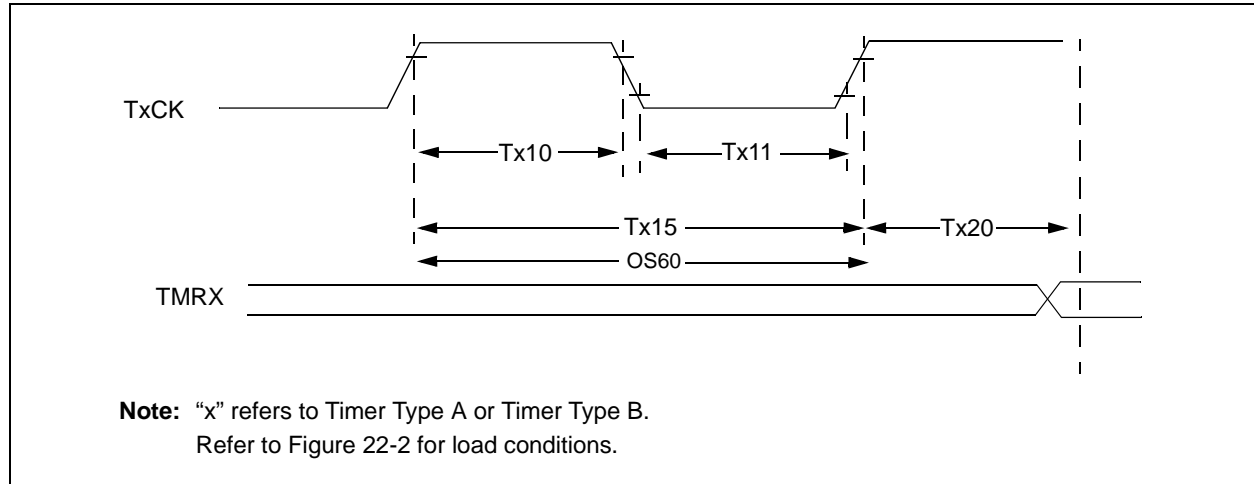 TxCK
Tx10
Tx11
Tx15
Tx20
OS60
TMRX
Note: “x” refers to Timer Type A or Timer Type B.
Refer to Figure 22-2 for load conditions.